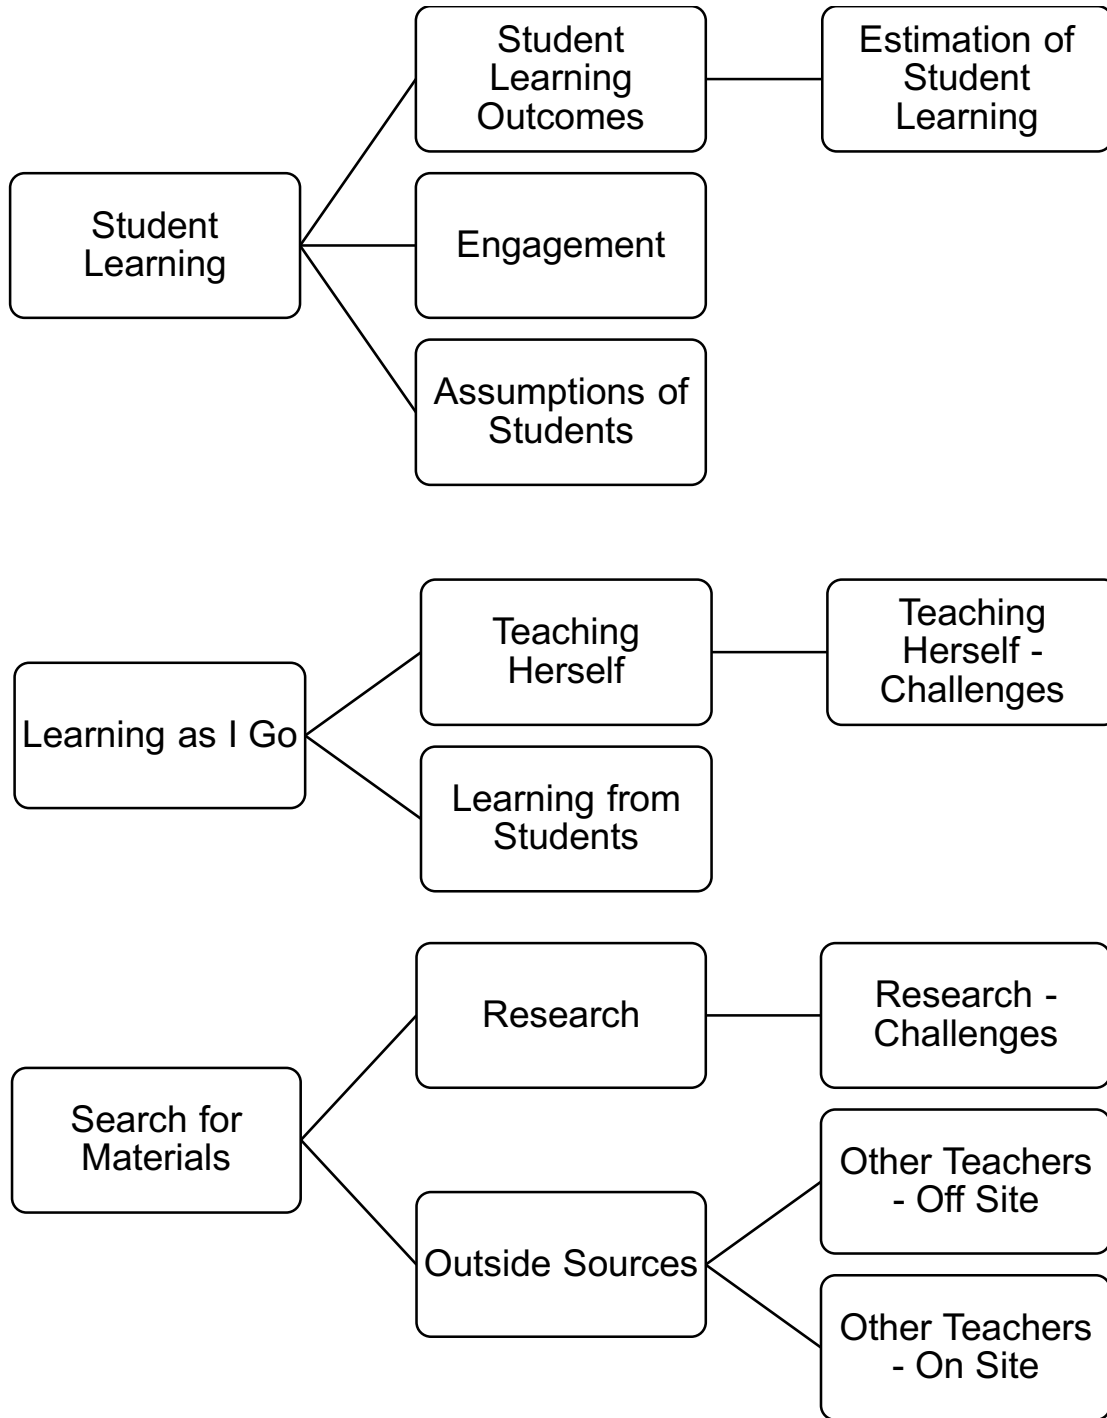 Student
Learning
Outcomes
Estimation of
Student
Learning
Student
Learning
Engagement
Assumptions of
Students
Learning as I Go
Teaching
Herself
Teaching
Herself -
Challenges
Learning from
Students
Search for
Materials
Research
Research -
Challenges
Outside Sources
Other Teachers
- Off Site
Other Teachers
- On Site